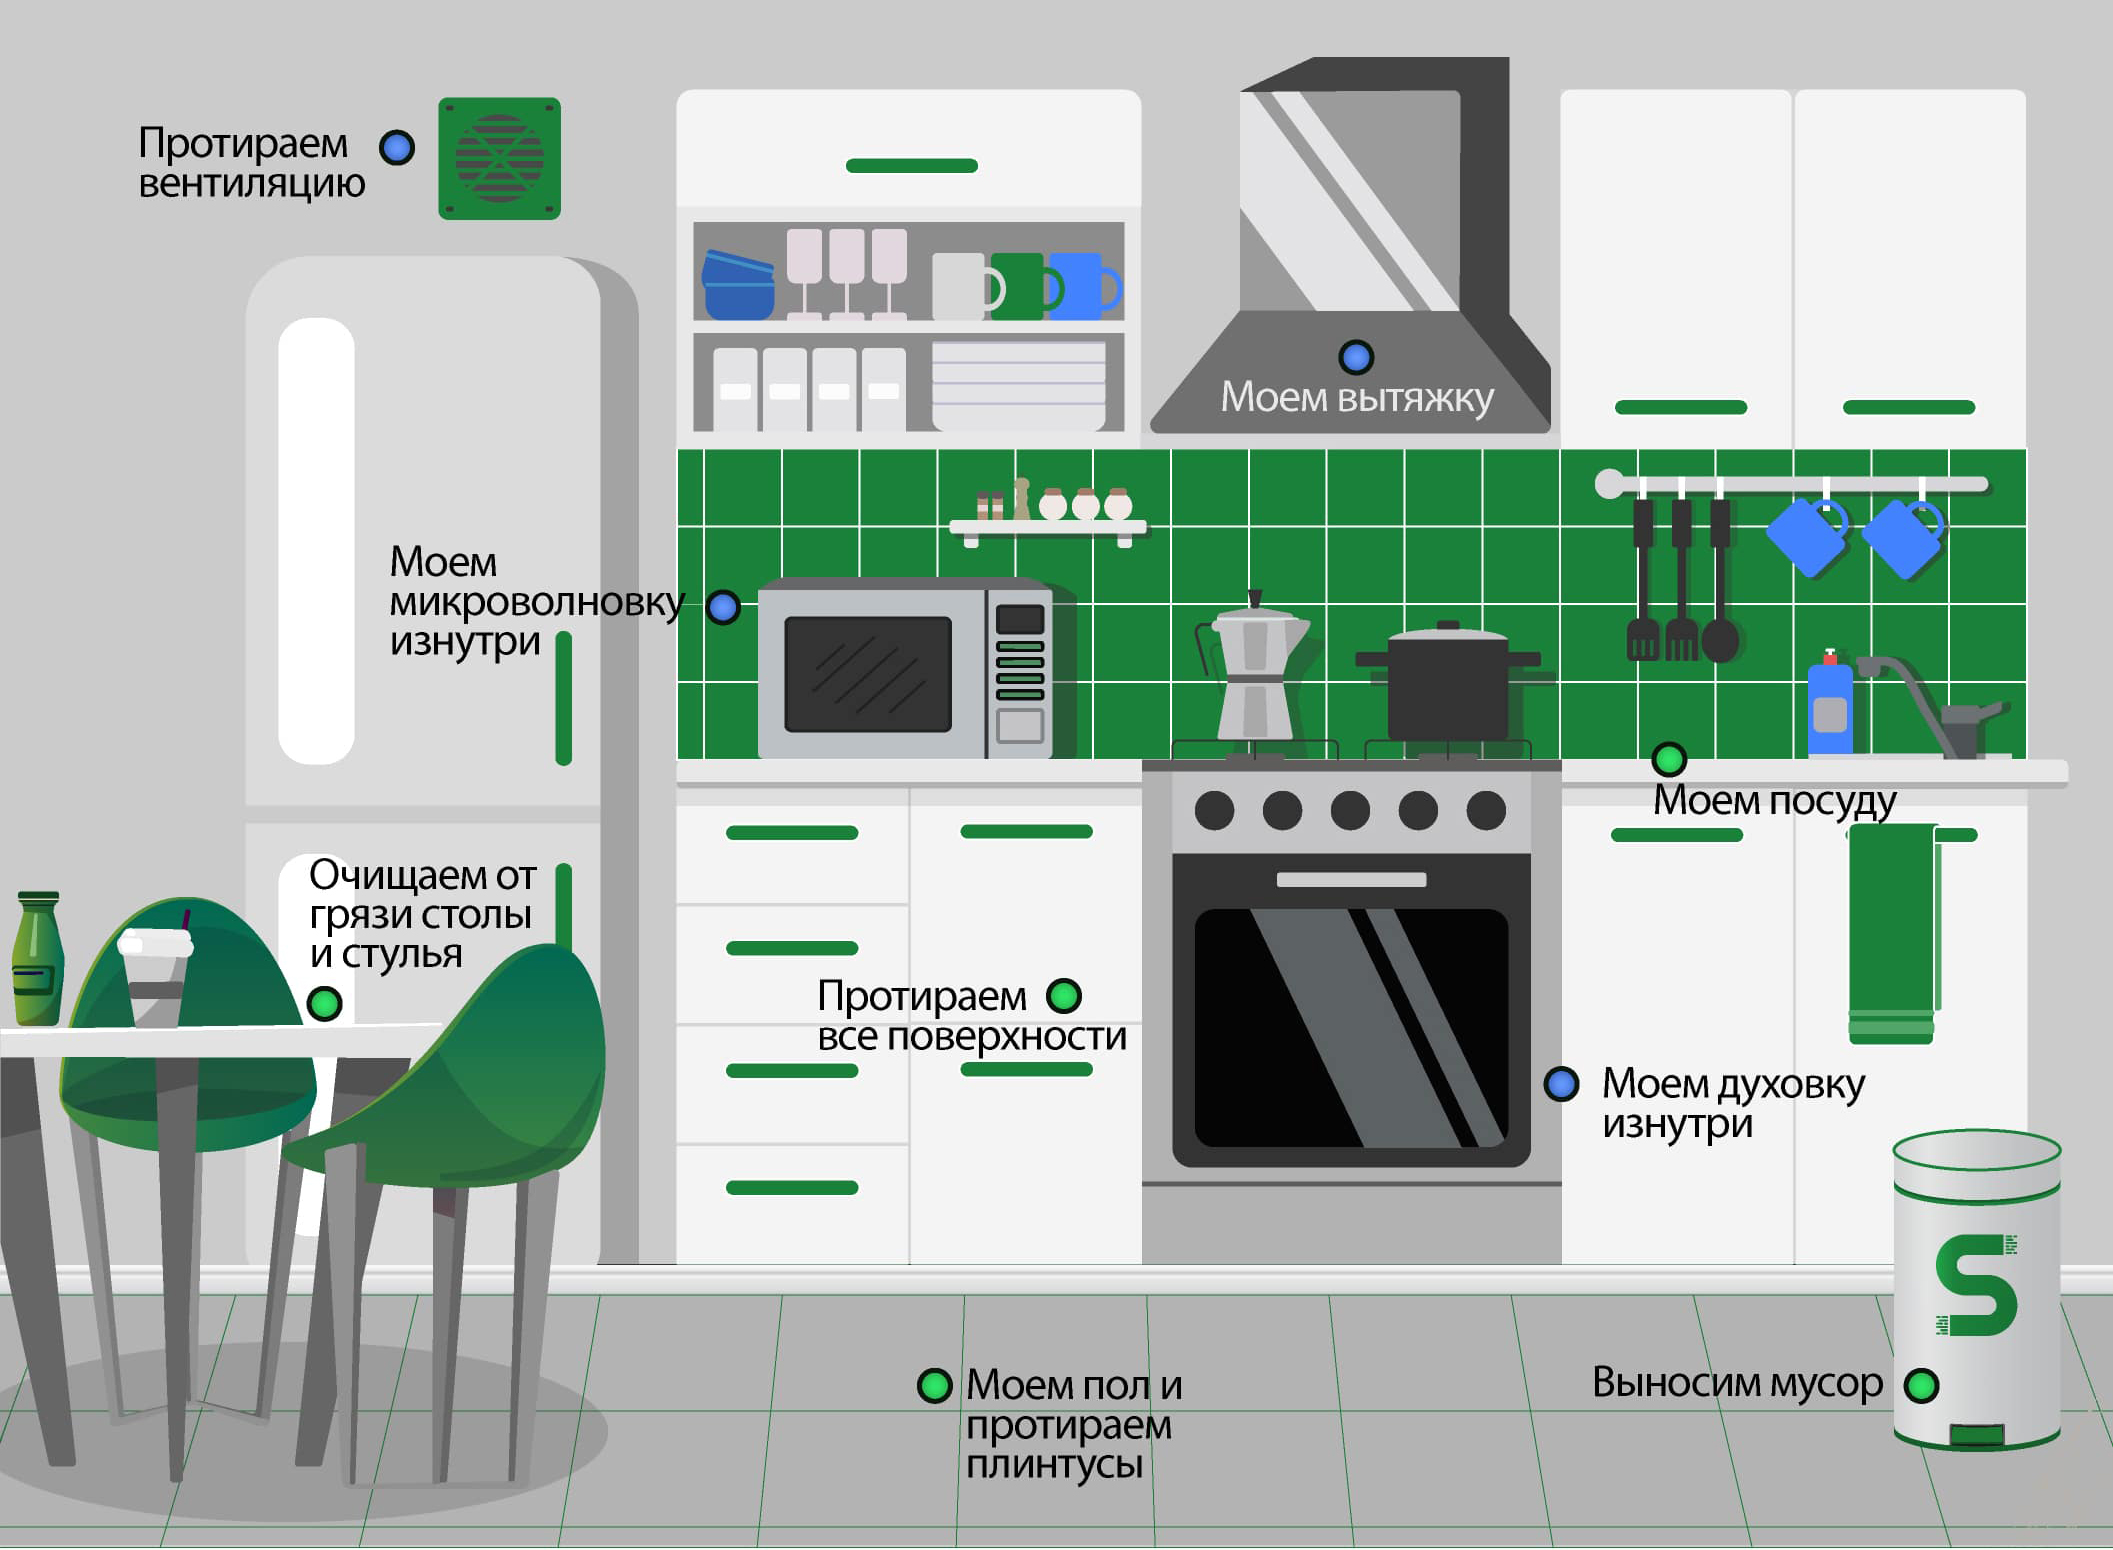 Протираем
вентиляцию
Моем вытяжку
Моем
микроволновку
изнутри
Моем посуду
Очищаем от
грязи столы
и стулья
Протираем
все поверхности
Моем духовку
изнутри
S
Моем пол и
протираем
плинтусы
Выносим мусор